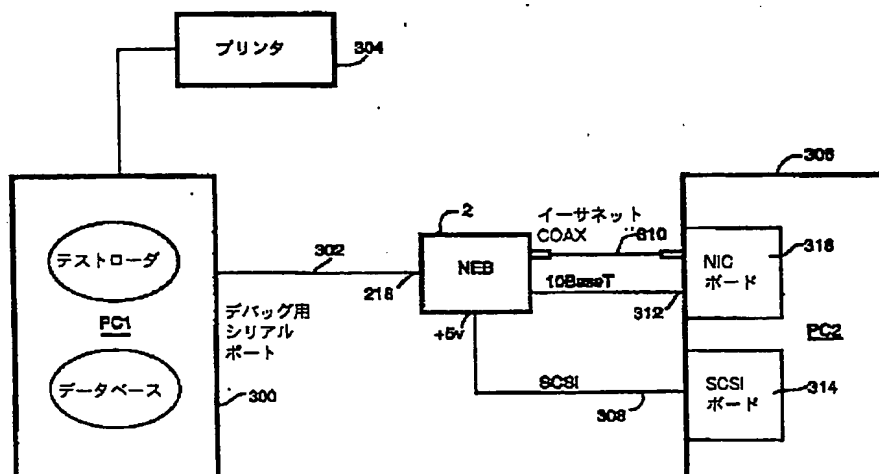 プリンタ
304
テストローダ
PC1
データベース
302
218
デバッグ用
シリアル
ポート
300
2
NEB
+5v
イーサネット
COAX
310
10BaseT
312
SCSI
308
306
NIC
ボード
316
PC2
SCSI
ボード
314